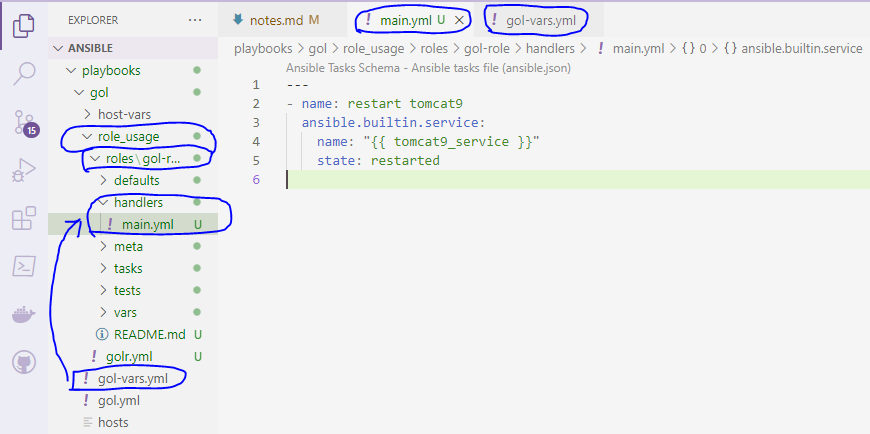 EXPLORER
ANSIBLE
playbooks
gol
host-vars
role_usage
roles\gol-r...
defaults
handlers
! main.yml U
meta
tasks
tests
vars
README.md U
! golr.yml U
! gol-vars.yml
! gol.yml
hosts
15
notes.md M ! main.yml U ! gol-vars.yml
playbooks > gol > role_usage > roles > gol-role > handlers > ! main.yml > {} 0 > {} ansible.builtin.service
Ansible Tasks Schema - Ansible tasks file (ansible.json)
1 ---
2 - name: restart tomcat9
3 ansible.builtin.service:
4 name: "{{ tomcat9_service }}"
5 state: restarted
6